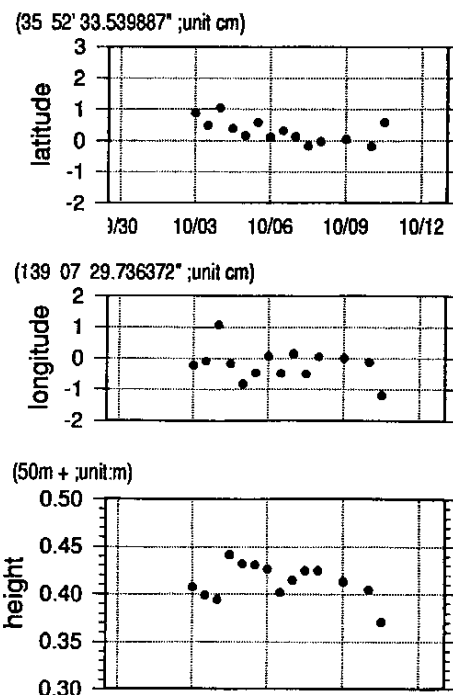 (35 52' 33.539887" ;unit cm)
3
2
1
0
-1
-2
latitude
9/30 10/03 10/06 10/09 10/12
(139 07 29.736372" ;unit cm)
2
1
0
-1
-2
longitude
(50m + ;unit:m)
0.50
0.45
0.40
0.35
0.30
height